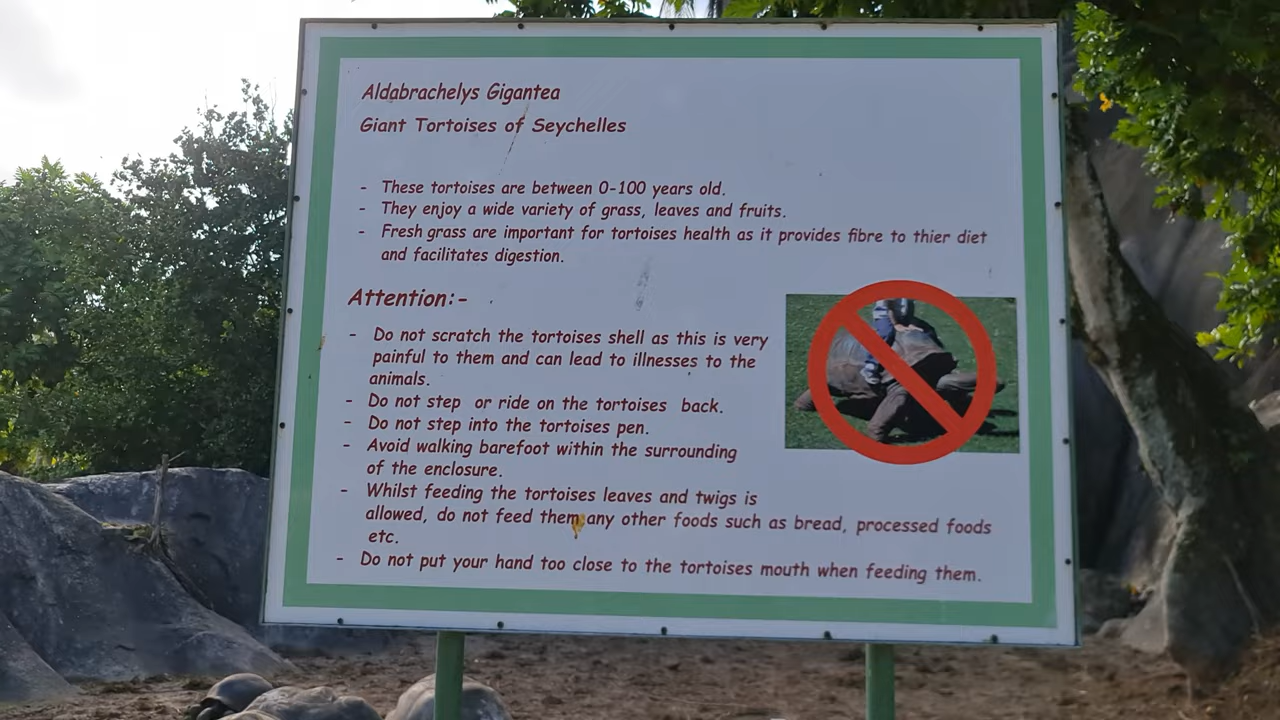 Aldabrachelys Gigantea
Giant Tortoises of Seychelles
- These tortoises are between 0-100 years old.
- They enjoy a wide variety of grass, leaves and fruits.
- Fresh grass are important for tortoises health as it provides fibre to thier diet
and facilitates digestion.
Attention:-
- Do not scratch the tortoises shell as this is very
painful to them and can lead to illnesses to the
animals.
- Do not step or ride on the tortoises back.
- Do not step into the tortoises pen.
- Avoid walking barefoot within the surrounding
of the enclosure.
- Whilst feeding the tortoises leaves and twigs is
allowed, do not feed them any other foods such as bread, processed foods
etc.
- Do not put your hand too close to the tortoises mouth when feeding them.